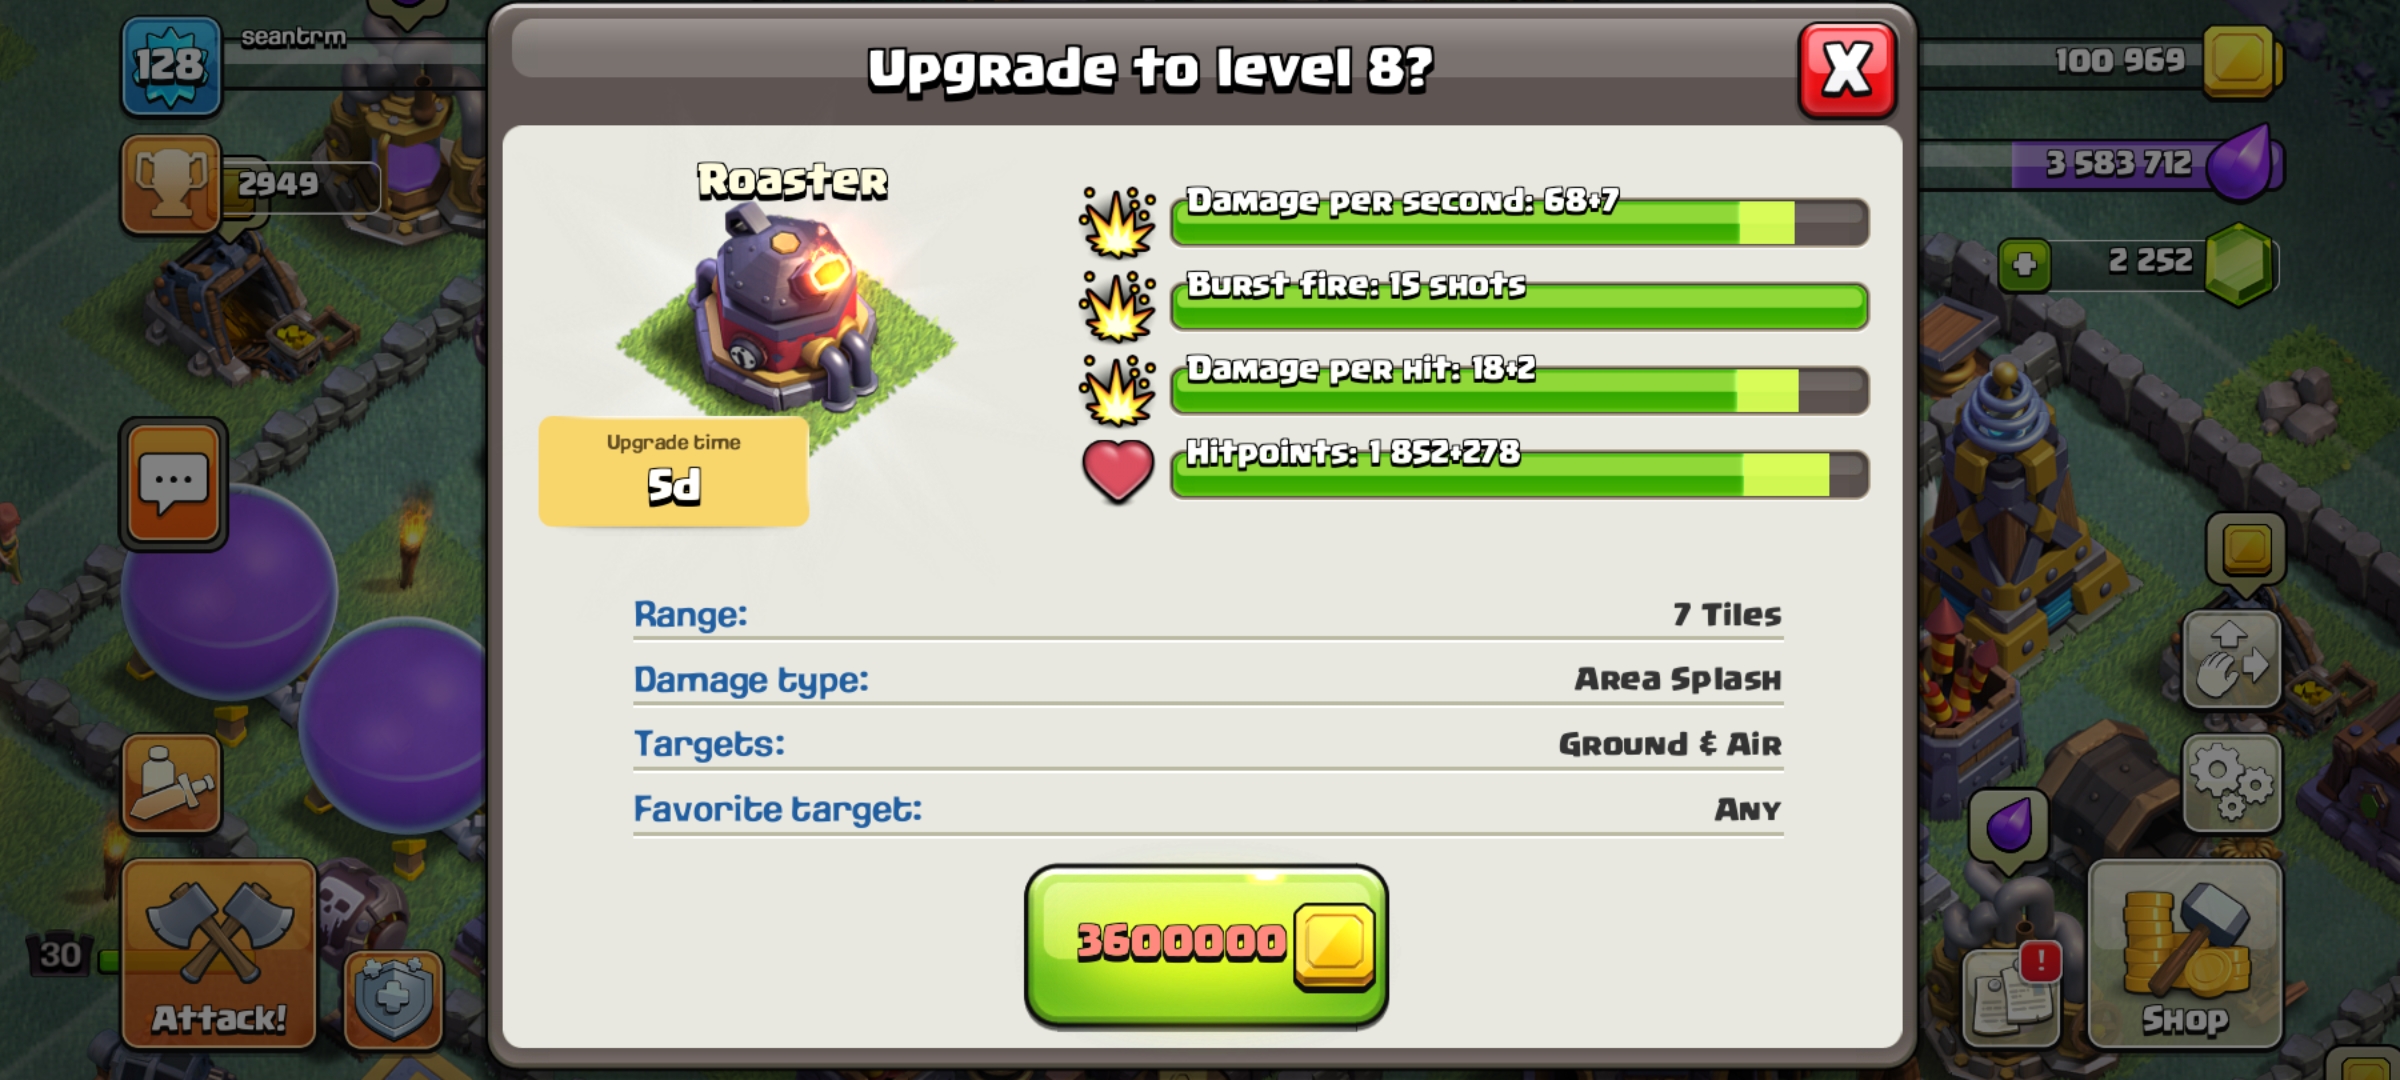 128
seantrm
2949
Upgrade to level 8?
X
100 969
3 583 712
2 252
Roaster
Upgrade time
5d
Damage per second: 68+7
Burst fire: 15 shots
Damage per hit: 18+2
Hitpoints: 1 852+278
Range: 7 Tiles
Damage type: Area Splash
Targets: Ground & Air
Favorite target: Any
3600000
30
Attack!
!
Shop